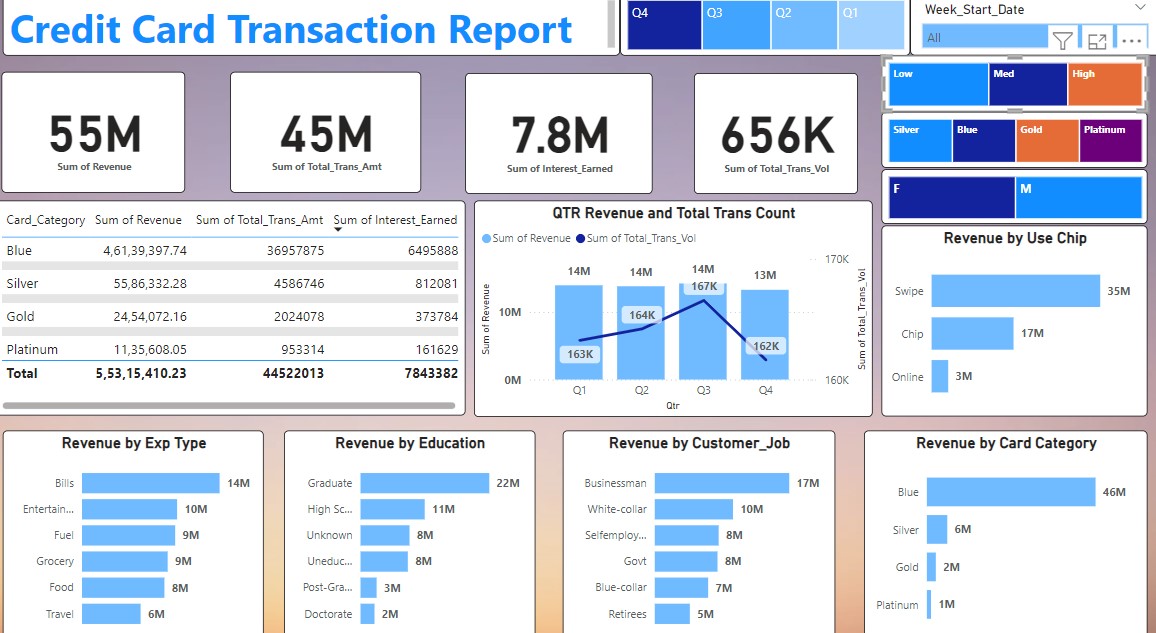 Credit Card Transaction Report
Q4 Q3 Q2 Q1
Week_Start_Date
All
Low Med High
Silver Blue Gold Platinum
F M
55M
Sum of Revenue
45M
Sum of Total_Trans_Amt
7.8M
Sum of Interest_Earned
656K
Sum of Total_Trans_Vol
Card_Category Sum of Revenue Sum of Total_Trans_Amt Sum of Interest_Earned
Blue 4,61,39,397.74 36957875 6495888
Silver 55,86,332.28 4586746 812081
Gold 24,54,072.16 2024078 373784
Platinum 11,35,608.05 953314 161629
Total 5,53,15,410.23 44522013 7843382
QTR Revenue and Total Trans Count
Sum of Revenue Sum of Total_Trans_Vol
Sum of Revenue
10M
0M
14M 14M 14M 13M
163K 164K 167K 162K
Q1 Q2 Q3 Q4
Qtr
170K
160K
Sum of Total_Trans_Vol
Revenue by Use Chip
Swipe 35M
Chip 17M
Online 3M
Revenue by Exp Type
Bills 14M
Entertain... 10M
Fuel 9M
Grocery 9M
Food 8M
Travel 6M
Revenue by Education
Graduate 22M
High Sc... 11M
Unknown 8M
Uneduc... 8M
Post-Gra... 3M
Doctorate 2M
Revenue by Customer_Job
Businessman 17M
White-collar 10M
Selfemploy... 8M
Govt 8M
Blue-collar 7M
Retirees 5M
Revenue by Card Category
Blue 46M
Silver 6M
Gold 2M
Platinum 1M